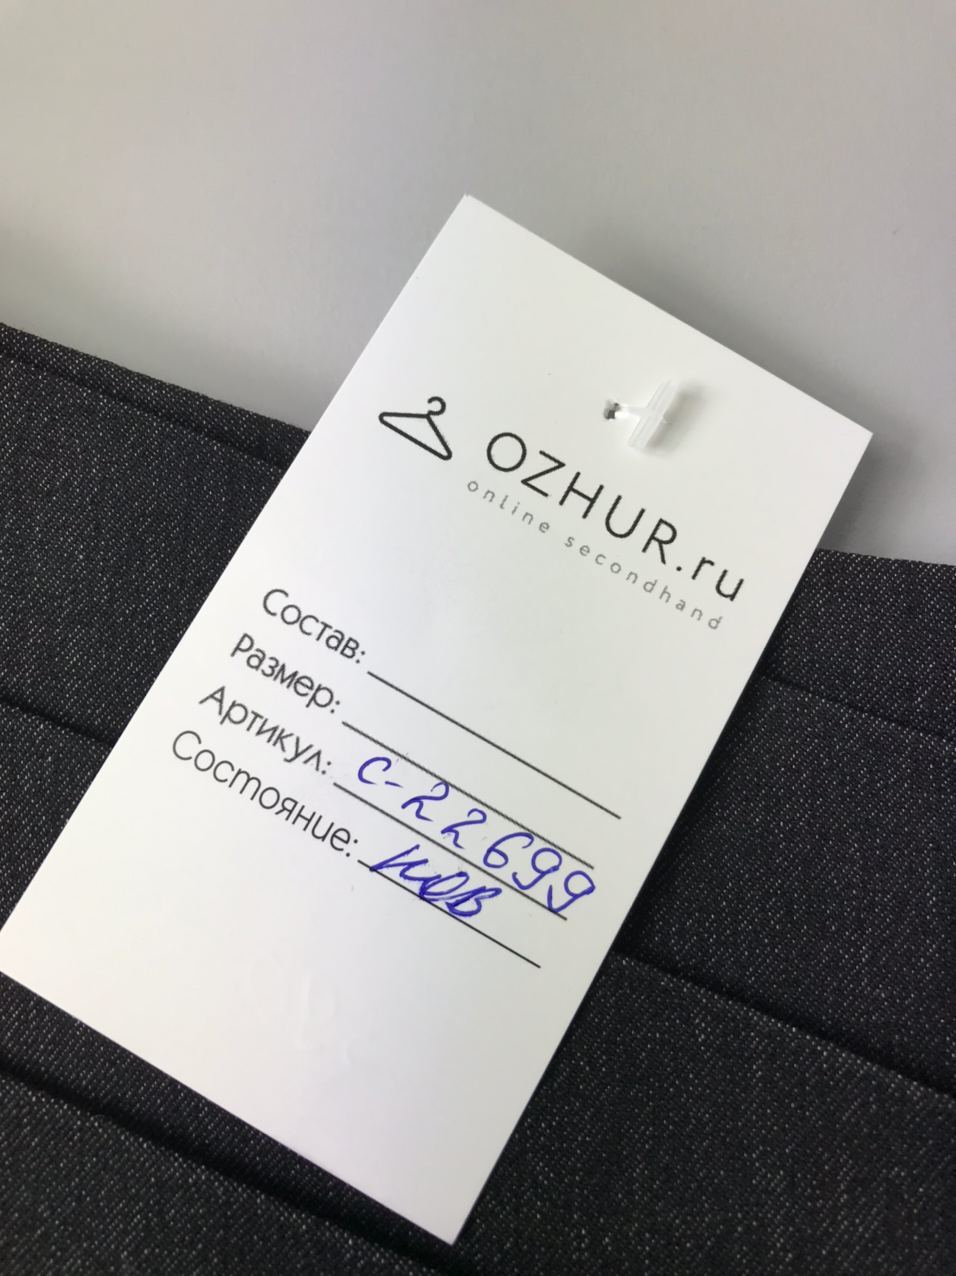 OZHUR.ru
online secondhand
Состав:
Размер:
Артикул: с-22699
Состояние: нов